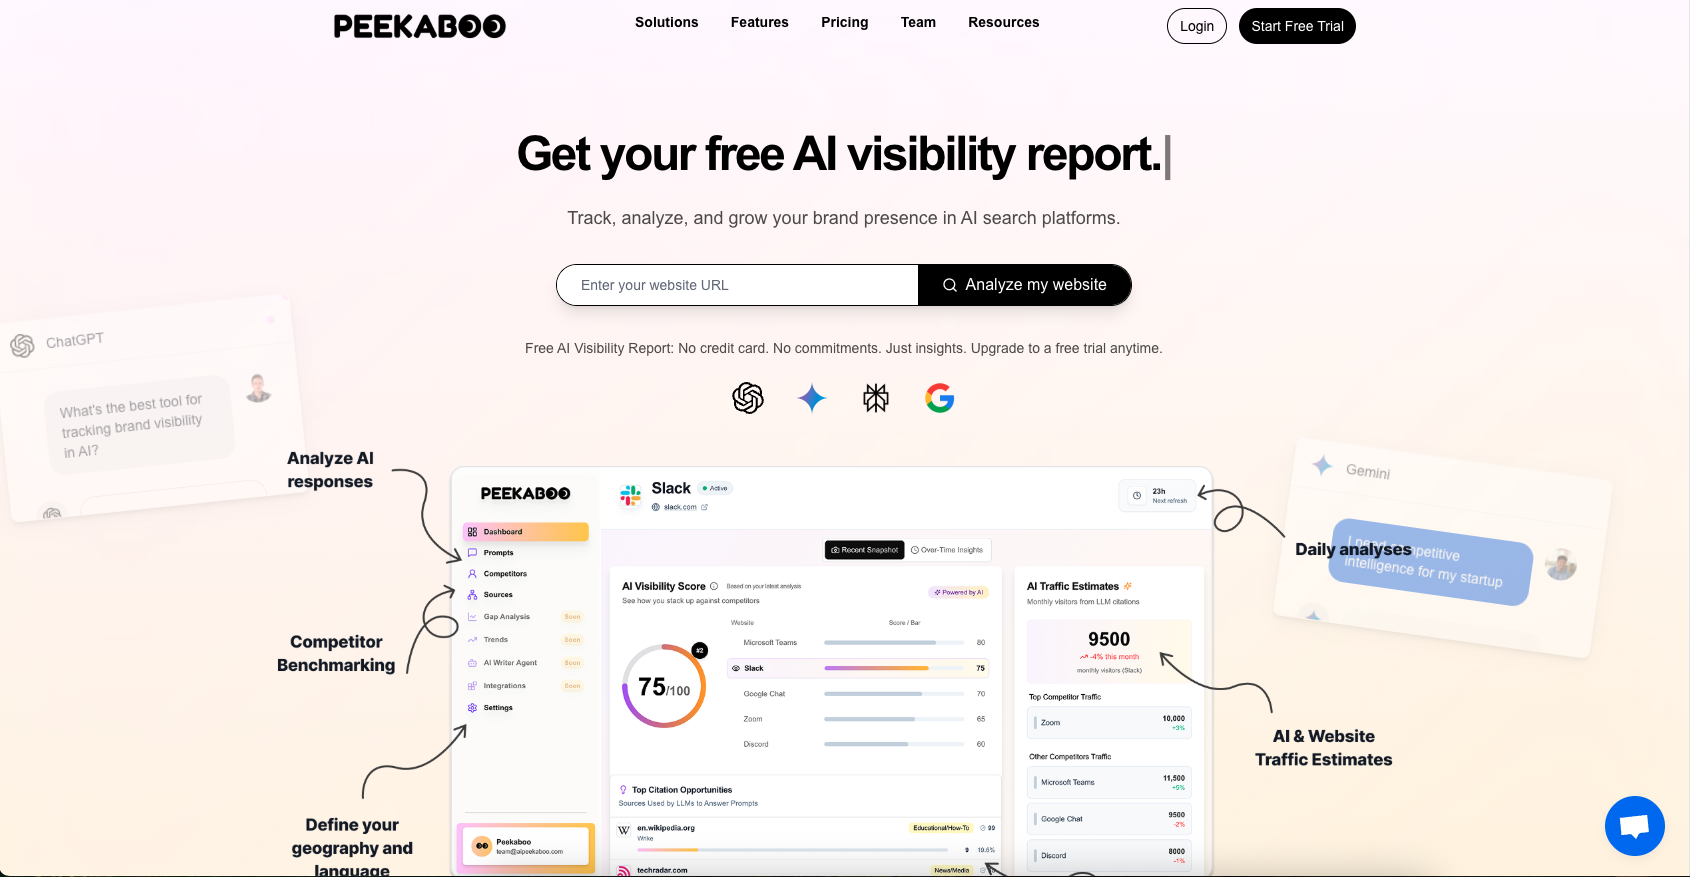 PEEKABOO
Solutions
Features
Pricing
Team
Resources
Login
Start Free Trial
Get your free AI visibility report.
Track, analyze, and grow your brand presence in AI search platforms.
Enter your website URL
Analyze my website
Free AI Visibility Report: No credit card. No commitments. Just insights. Upgrade to a free trial anytime.
ChatGPT
What's the best tool for
tracking brand visibility
in AI?
Analyze AI
responses
Competitor
Benchmarking
Define your
geography and
language
PEEKABOO
Dashboard
Prompts
Competitors
Sources
Gap Analysis Soon
Trends Soon
AI Writer Agent Soon
Integrations Soon
Settings
Peekaboo
team@aipeekaboo.com
Slack Active
slack.com
23h
Next refresh
Recent Snapshot
Over-Time Insights
AI Visibility Score Based on your latest analysis
See how you stack up against competitors
Powered by AI
Website Score / Bar
#2
75/100
Microsoft Teams 80
Slack 75
Google Chat 70
Zoom 65
Discord 60
Top Citation Opportunities
Sources Used by LLMs to Answer Prompts
W en.wikipedia.org Educational/How-To 99
Wrike
9 19.6%
techradar.com News/Media
AI Traffic Estimates
Monthly visitors from LLM citations
9500
-4% this month
monthly visitors (Slack)
Top Competitor Traffic
Zoom 10,000
+3%
Other Competitors Traffic
Microsoft Teams 11,500
+5%
Google Chat 9500
-2%
Discord 8000
-1%
Daily analyses
AI & Website
Traffic Estimates
Gemini
I need competitive
intelligence for my startup